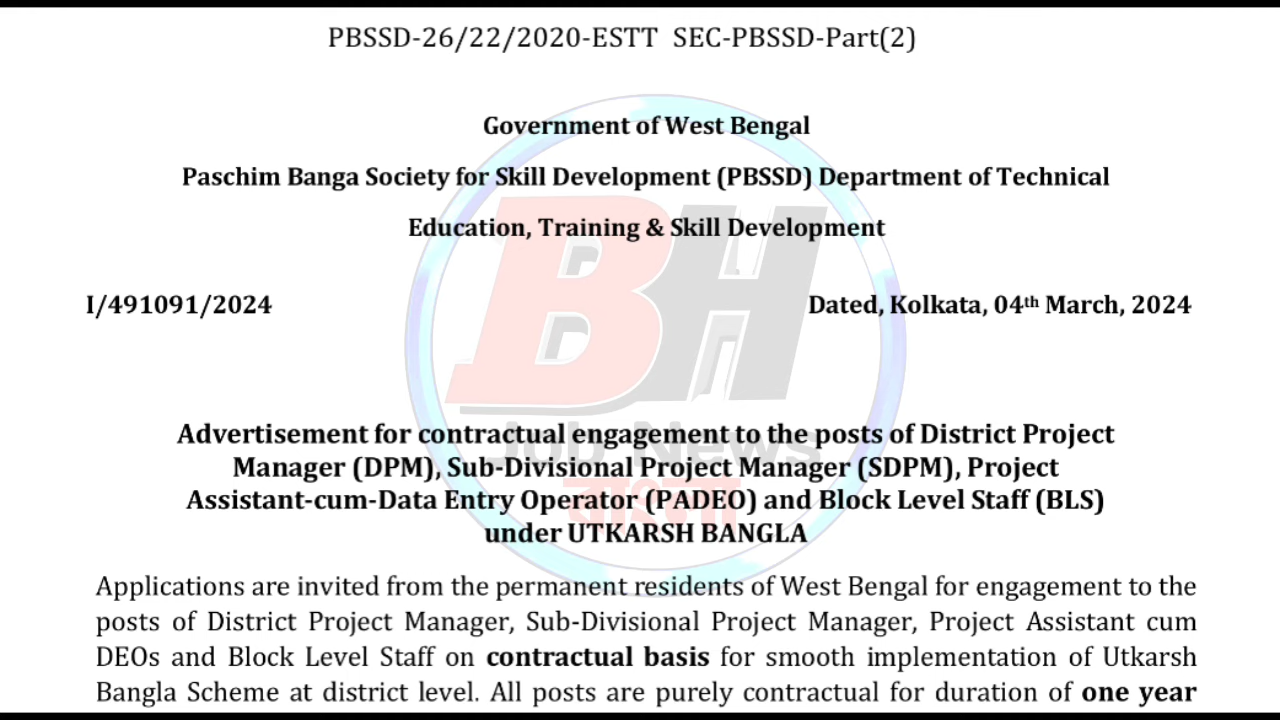 PBSSD-26/22/2020-ESTT SEC-PBSSD-Part(2)
Government of West Bengal
Paschim Banga Society for Skill Development (PBSSD) Department of Technical
Education, Training & Skill Development
I/491091/2024 Dated, Kolkata, 04th March, 2024
BH
Job News
বাংলা
Advertisement for contractual engagement to the posts of District Project
Manager (DPM), Sub-Divisional Project Manager (SDPM), Project
Assistant-cum-Data Entry Operator (PADEO) and Block Level Staff (BLS)
under UTKARSH BANGLA
Applications are invited from the permanent residents of West Bengal for engagement to the
posts of District Project Manager, Sub-Divisional Project Manager, Project Assistant cum
DEOs and Block Level Staff on contractual basis for smooth implementation of Utkarsh
Bangla Scheme at district level. All posts are purely contractual for duration of one year